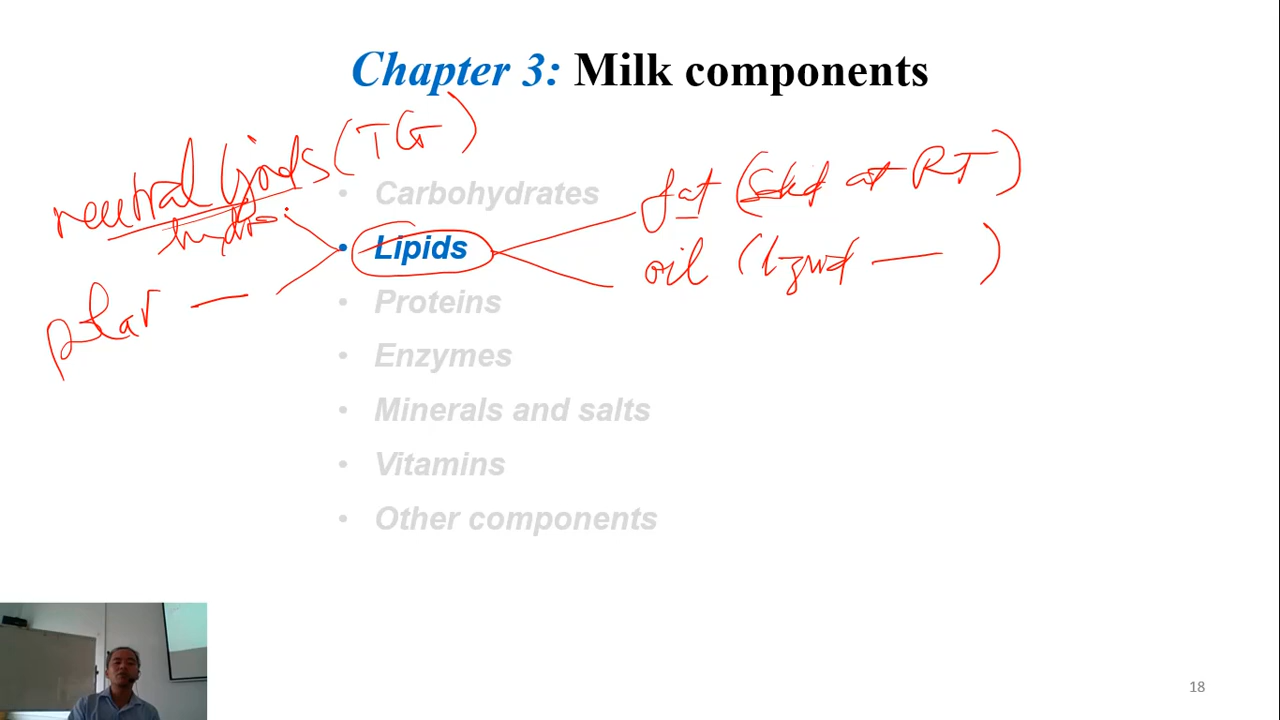 Chapter 3: Milk components
neutral lipids (TG)
hydro
polar —
• Carbohydrates
• Lipids
fat (solid at RT)
oil (liquid — )
• Proteins
• Enzymes
• Minerals and salts
• Vitamins
• Other components
18